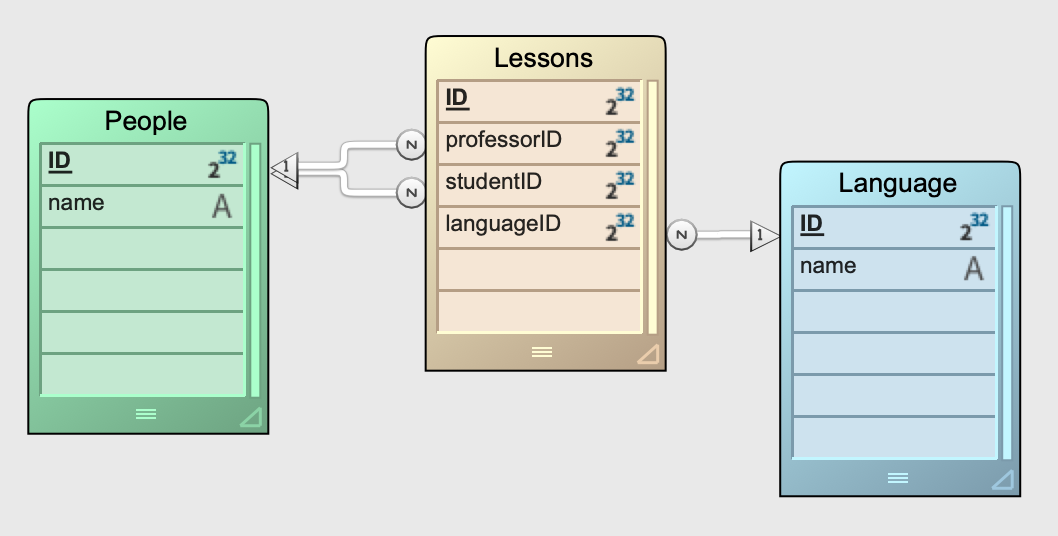 People
ID 2 32
name A
1
N
N
Lessons
ID 2 32
professorID 2 32
studentID 2 32
languageID 2 32
N
1
Language
ID 2 32
name A